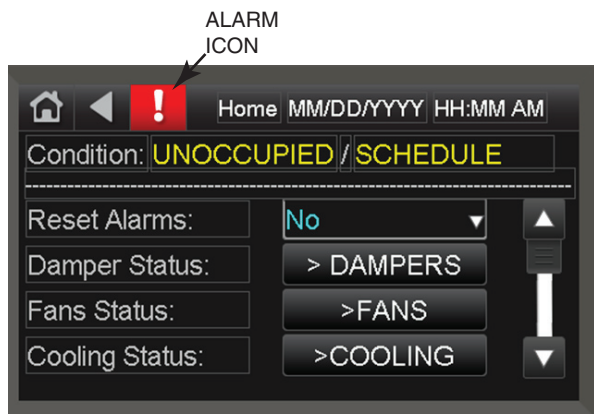 ALARM
ICON
! Home MM/DD/YYYY HH:MM AM
Condition: UNOCCUPIED / SCHEDULE
--------------------------------------------------------------------------------
Reset Alarms: No
Damper Status: > DAMPERS
Fans Status: >FANS
Cooling Status: >COOLING